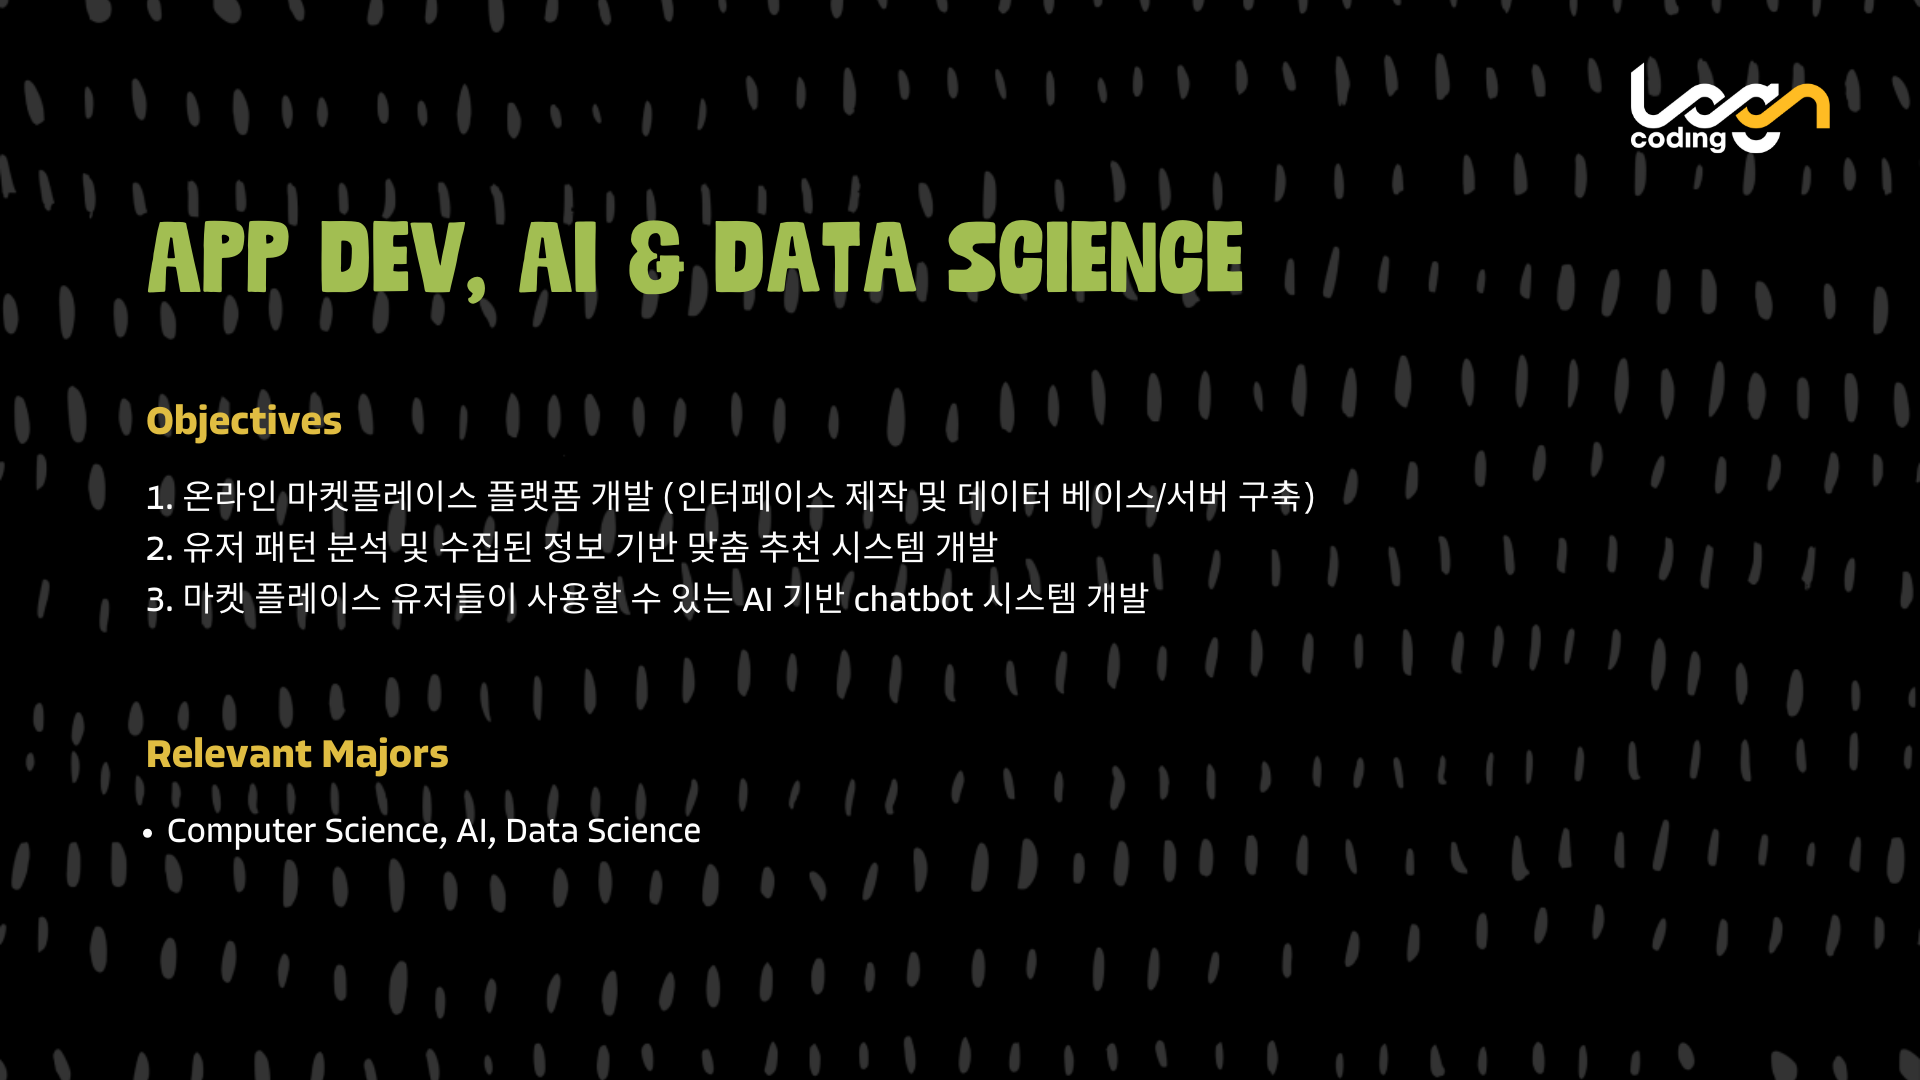 Logan
coding
APP DEV, AI & DATA SCIENCE
Objectives
1. 온라인 마켓플레이스 플랫폼 개발 (인터페이스 제작 및 데이터 베이스/서버 구축)
2. 유저 패턴 분석 및 수집된 정보 기반 맞춤 추천 시스템 개발
3. 마켓 플레이스 유저들이 사용할 수 있는 AI 기반 chatbot 시스템 개발
Relevant Majors
• Computer Science, AI, Data Science